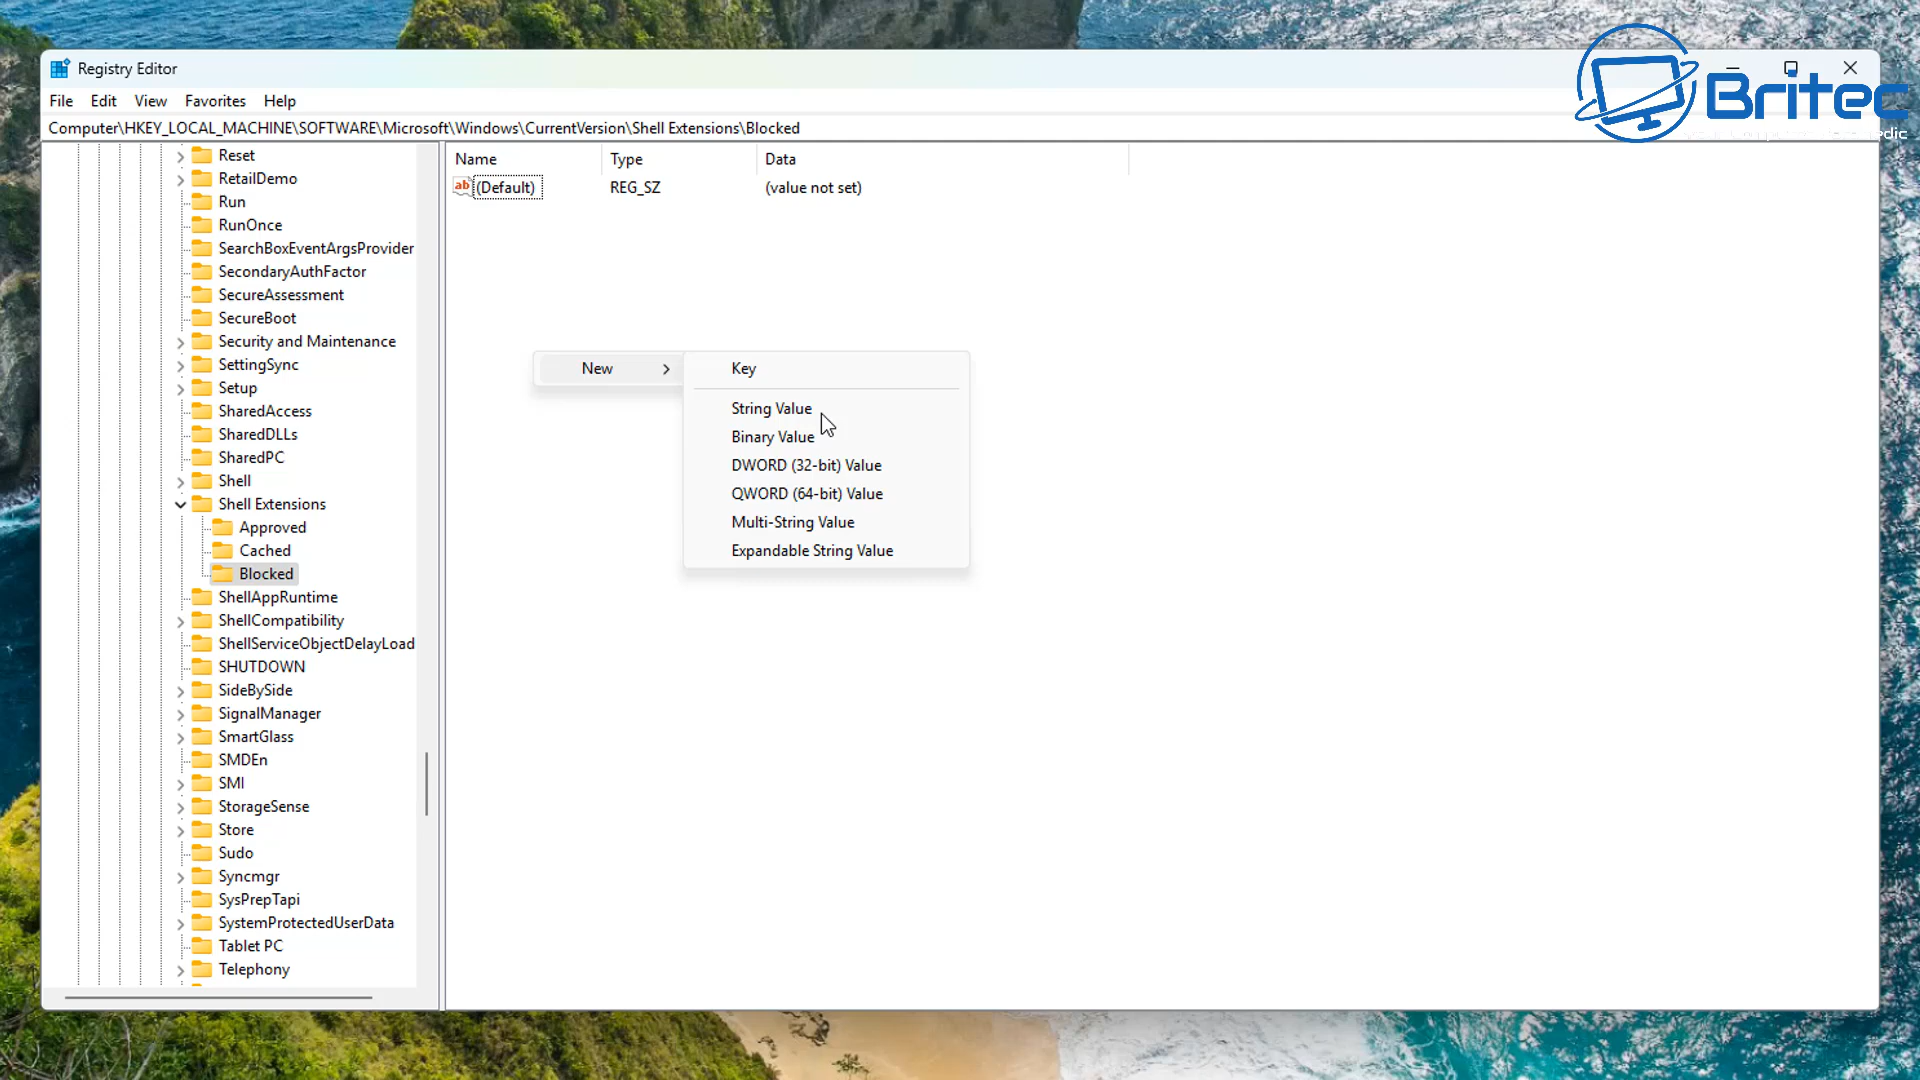 Registry Editor
Britec
File Edit View Favorites Help
Computer\HKEY_LOCAL_MACHINE\SOFTWARE\Microsoft\Windows\CurrentVersion\Shell Extensions\Blocked
Name Type Data
ab (Default) REG_SZ (value not set)
Reset
RetailDemo
Run
RunOnce
SearchBoxEventArgsProvider
SecondaryAuthFactor
SecureAssessment
SecureBoot
Security and Maintenance
SettingSync
Setup
SharedAccess
SharedDLLs
SharedPC
Shell
Shell Extensions
Approved
Cached
Blocked
ShellAppRuntime
ShellCompatibility
ShellServiceObjectDelayLoad
SHUTDOWN
SideBySide
SignalManager
SmartGlass
SMDEn
SMI
StorageSense
Store
Sudo
Syncmgr
SysPrepTapi
SystemProtectedUserData
Tablet PC
Telephony
New
Key
String Value
Binary Value
DWORD (32-bit) Value
QWORD (64-bit) Value
Multi-String Value
Expandable String Value